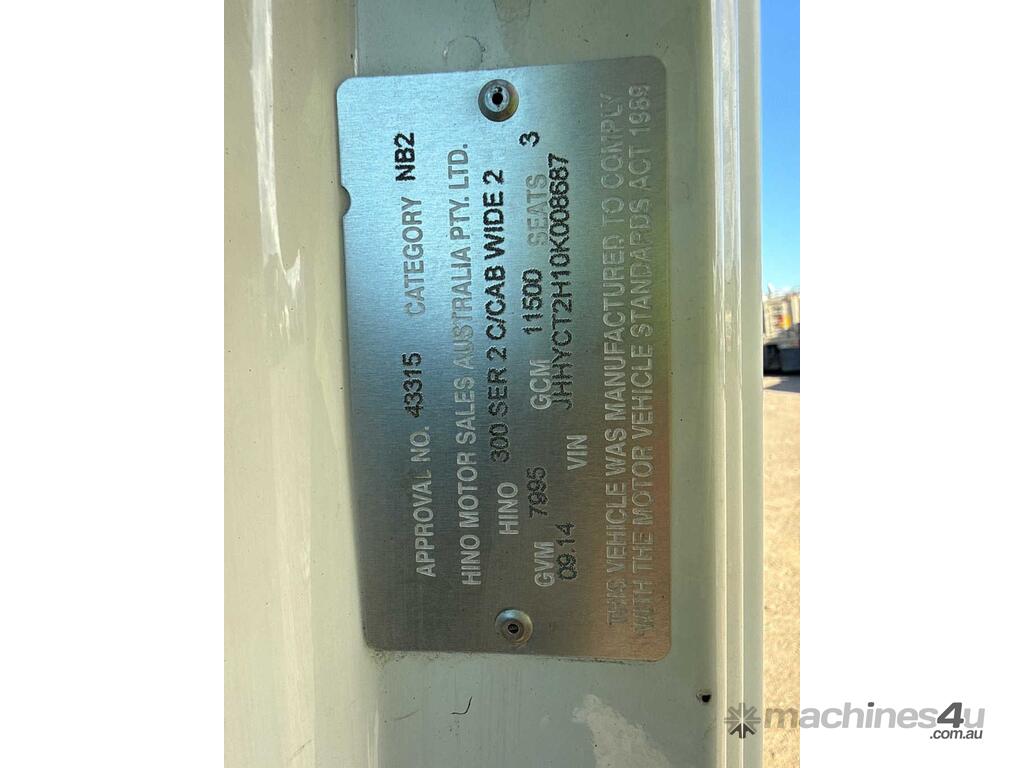 APPROVAL NO. 43315 CATEGORY NB2
HINO MOTOR SALES AUSTRALIA PTY. LTD.
HINO 300 SER 2 C/CAB WIDE 2
GVM 7995 GCM 11500 SEATS 3
09.14 VIN JHHYCT2H10K008687
THIS VEHICLE WAS MANUFACTURED TO COMPLY
WITH THE MOTOR VEHICLE STANDARDS ACT 1989
machines4u
.com.au